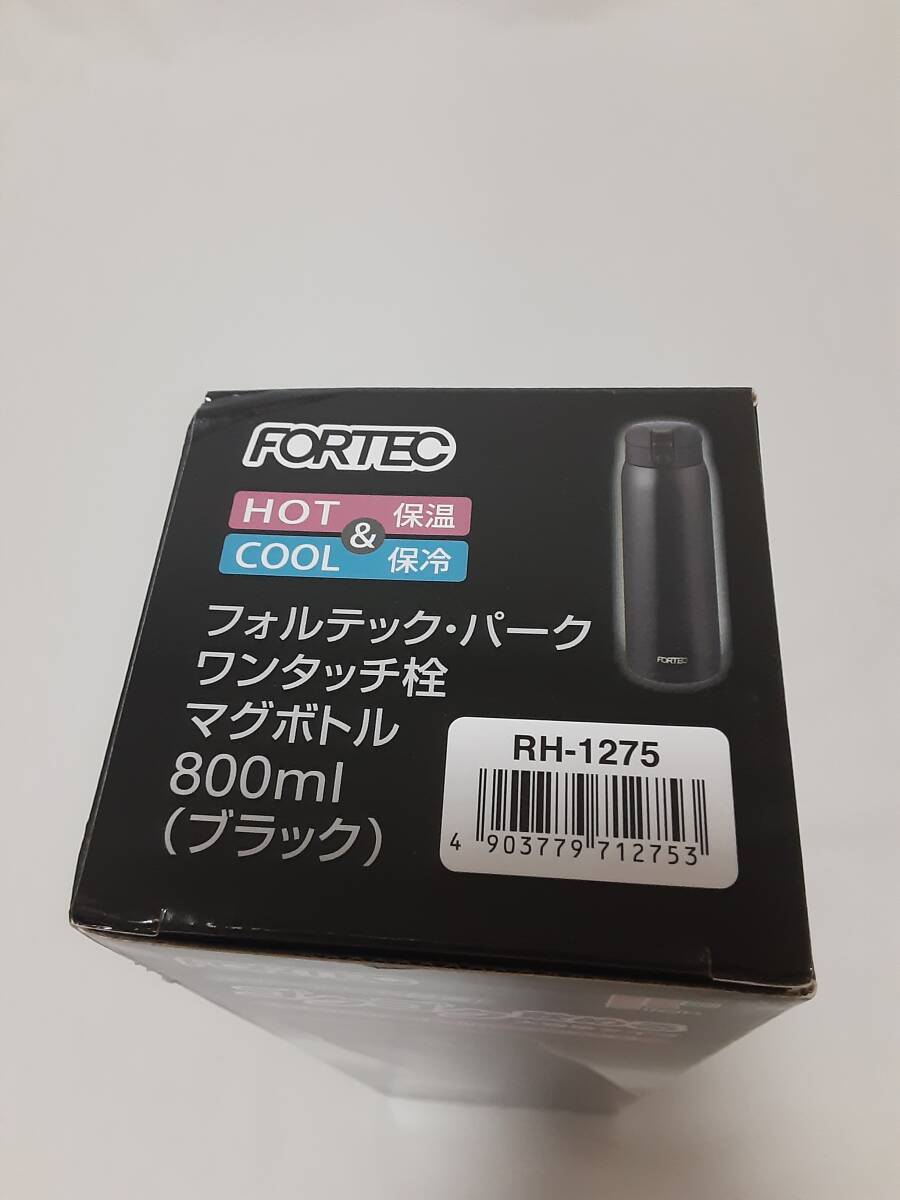 FORTEC
HOT & 保温
COOL 保冷
フォルテック・パーク
ワンタッチ栓
マグボトル
800ml
(ブラック)
FORTEC
RH-1275
4 903779 712753